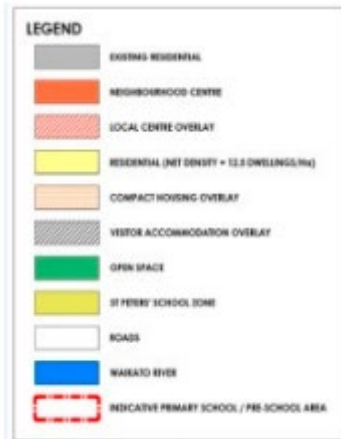 LEGEND
EXISTING RESIDENTIAL
NEIGHBOURHOOD CENTRE
LOCAL CENTRE OVERLAY
RESIDENTIAL (NET DENSITY = 12.5 DWELLINGS/Ha)
COMPACT HOUSING OVERLAY
VISITOR ACCOMMODATION OVERLAY
OPEN SPACE
ST PETERS' SCHOOL ZONE
ROADS
WAIKATO RIVER
INDICATIVE PRIMARY SCHOOL / PRE-SCHOOL AREA